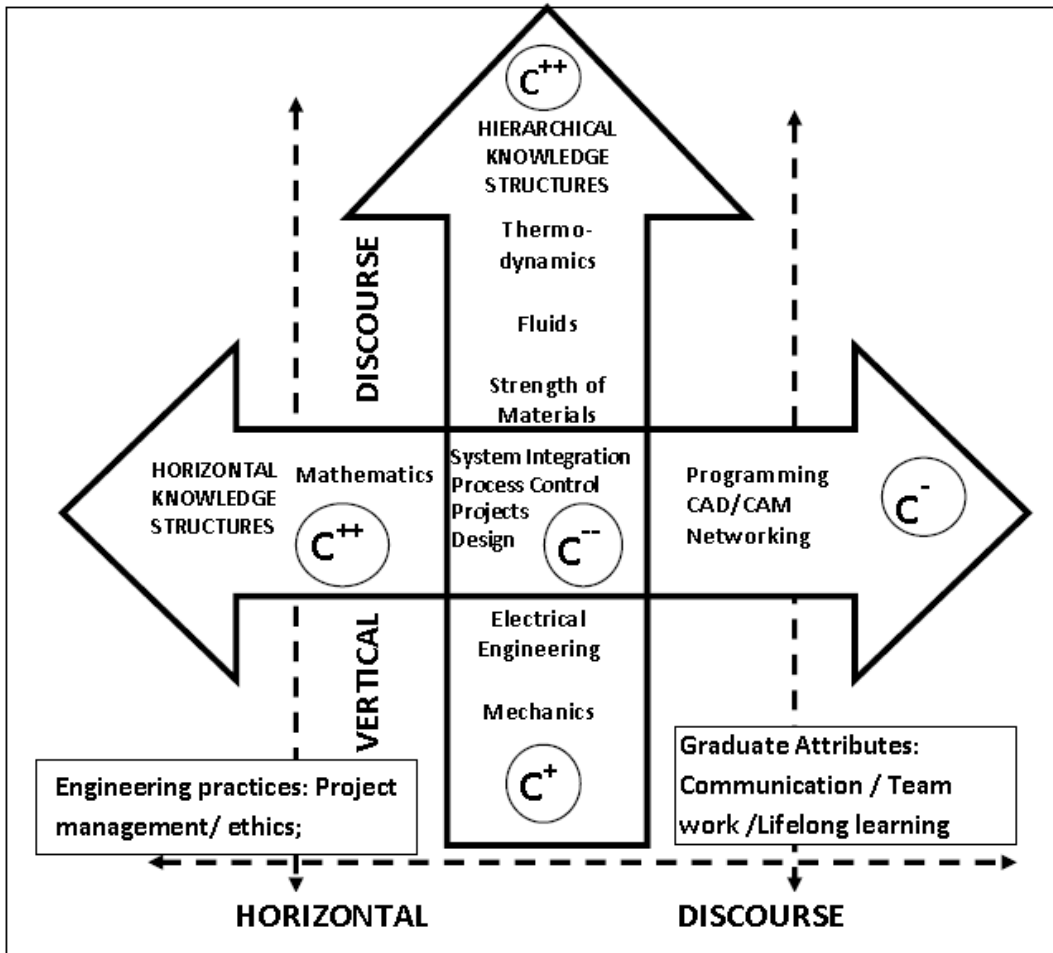 C++
HIERARCHICAL
KNOWLEDGE
STRUCTURES
Thermo-
dynamics
Fluids
Strength of
Materials
DISCOURSE
VERTICAL
HORIZONTAL
KNOWLEDGE
STRUCTURES
Mathematics
C++
System Integration
Process Control
Projects
Design
C--
Programming
CAD/CAM
Networking
C-
Electrical
Engineering
Mechanics
C+
Engineering practices: Project
management/ ethics;
Graduate Attributes:
Communication / Team
work /Lifelong learning
HORIZONTAL
DISCOURSE